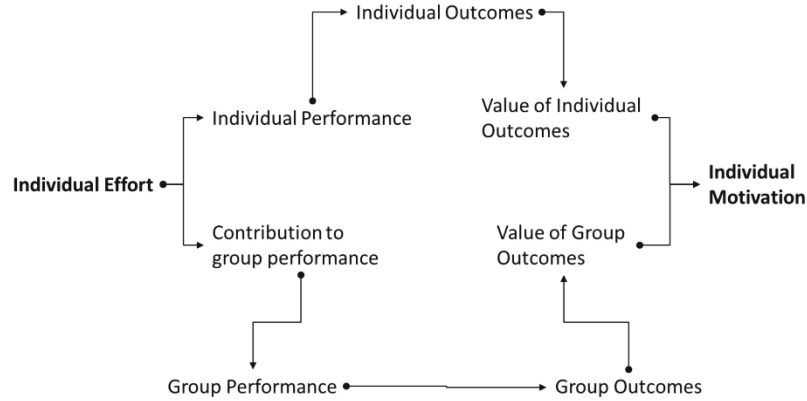 Individual Outcomes
Individual Performance
Value of Individual
Outcomes
Individual Effort
Individual
Motivation
Contribution to
group performance
Value of Group
Outcomes
Group Performance
Group Outcomes